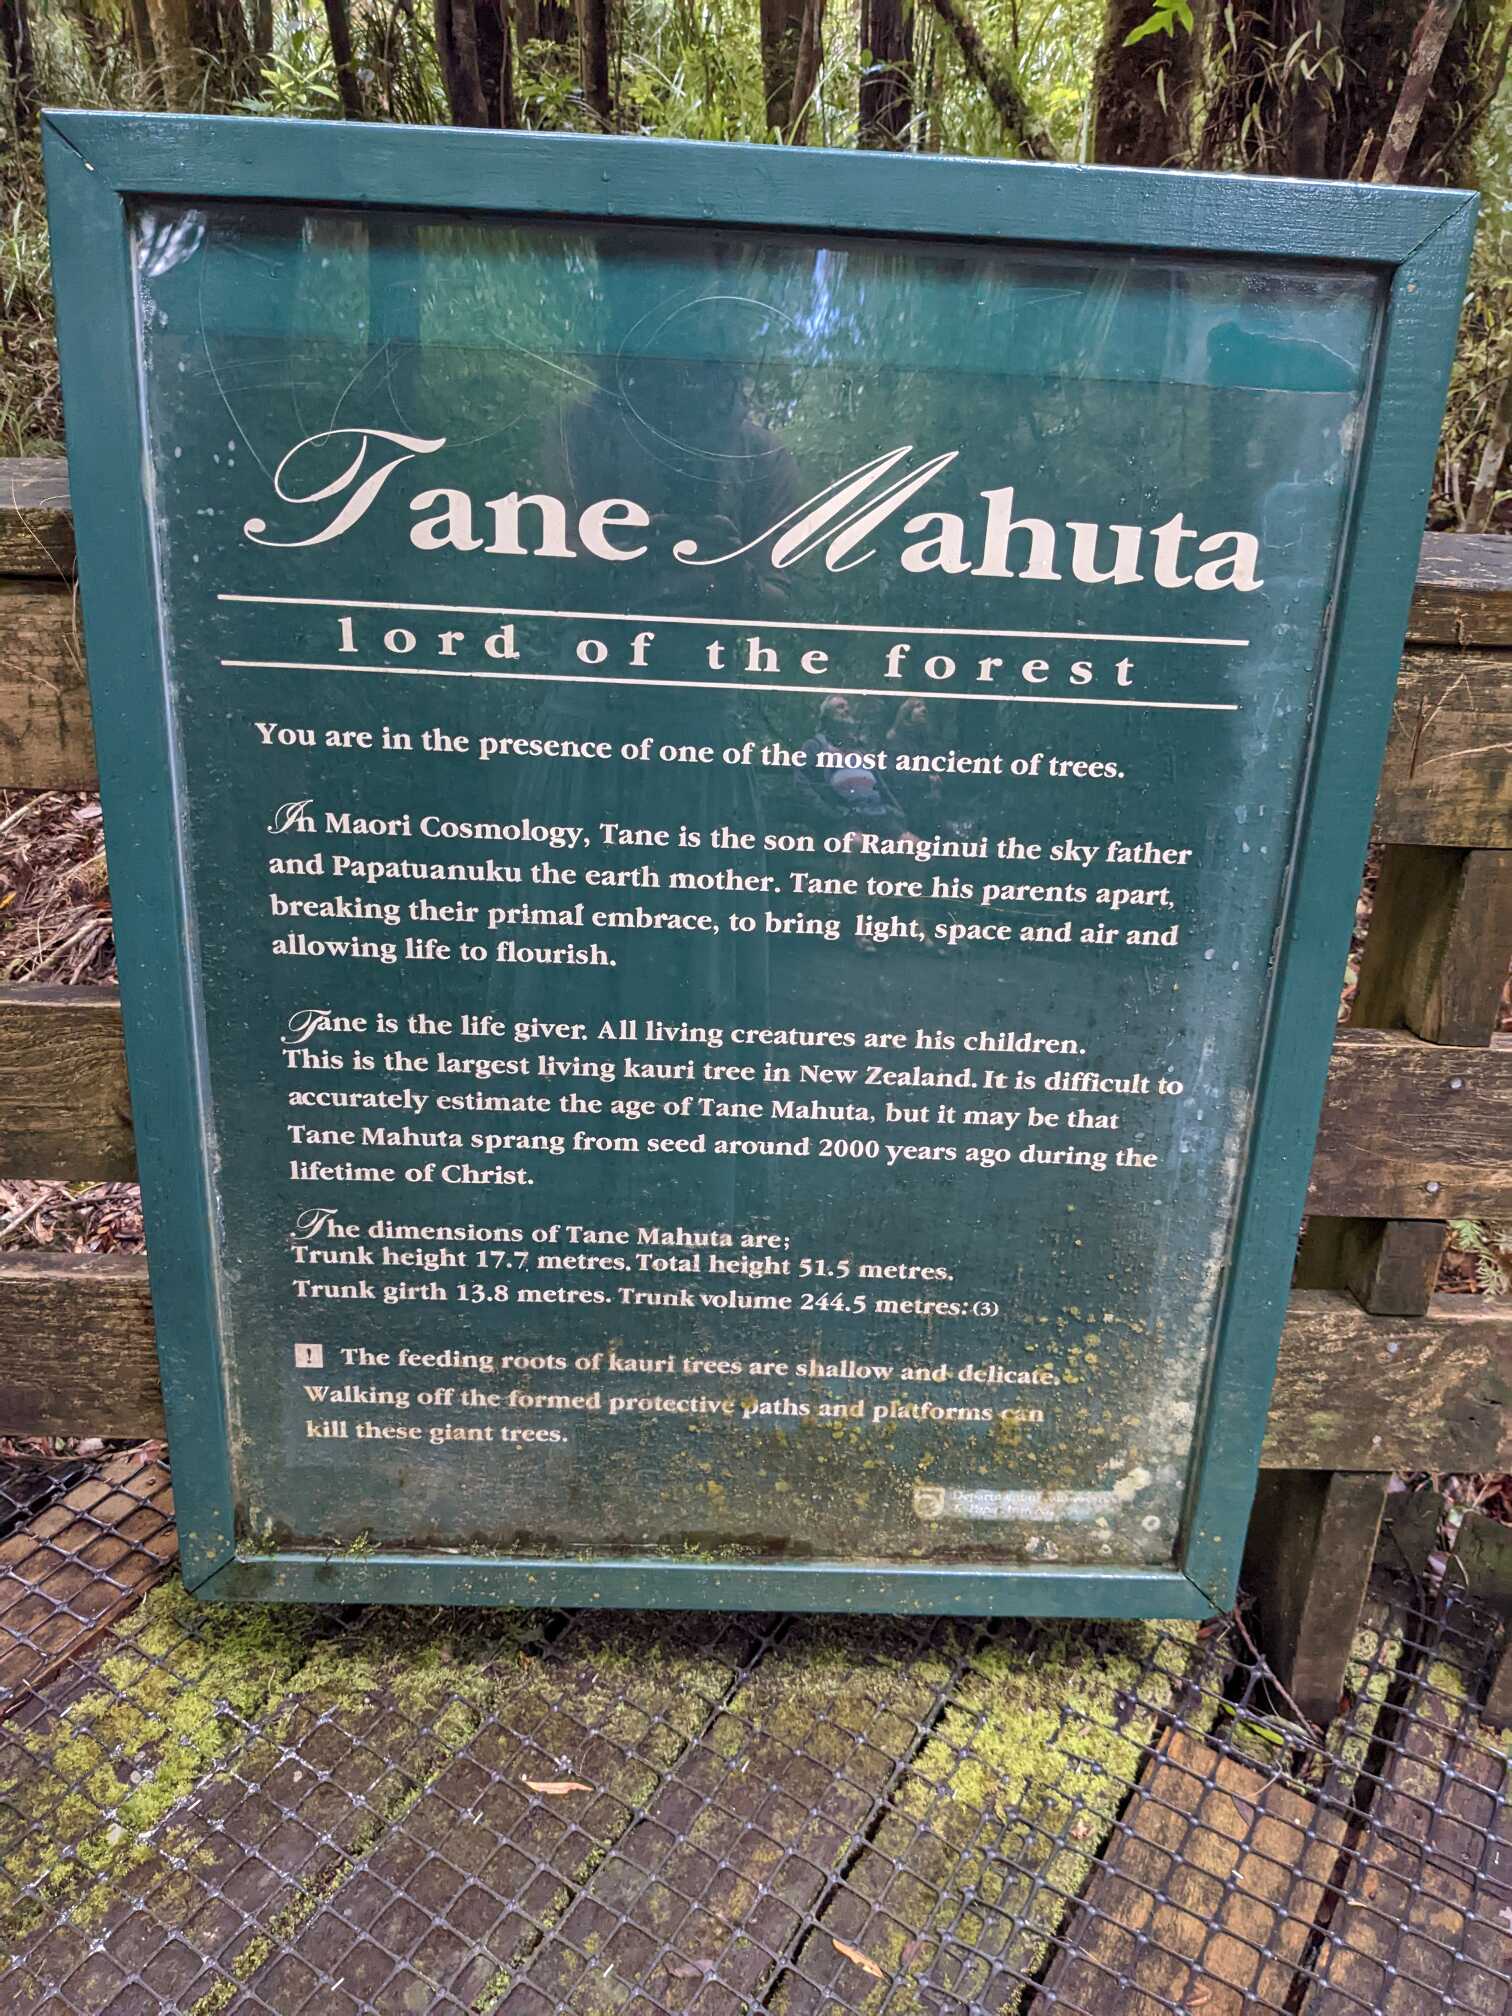 Tane Mahuta
lord of the forest
You are in the presence of one of the most ancient of trees.
In Maori Cosmology, Tane is the son of Ranginui the sky father
and Papatuanuku the earth mother. Tane tore his parents apart,
breaking their primal embrace, to bring light, space and air and
allowing life to flourish.
Tane is the life giver. All living creatures are his children.
This is the largest living kauri tree in New Zealand. It is difficult to
accurately estimate the age of Tane Mahuta, but it may be that
Tane Mahuta sprang from seed around 2000 years ago during the
lifetime of Christ.
The dimensions of Tane Mahuta are;
Trunk height 17.7 metres. Total height 51.5 metres.
Trunk girth 13.8 metres. Trunk volume 244.5 metres: (3)
! The feeding roots of kauri trees are shallow and delicate.
Walking off the formed protective paths and platforms can
kill these giant trees.